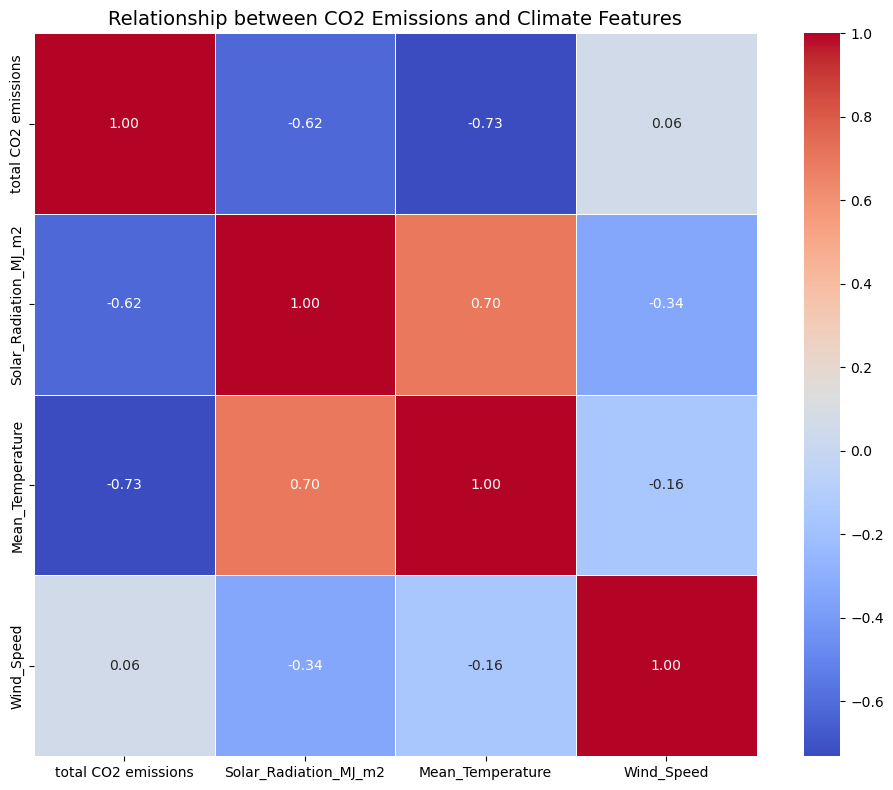 Relationship between CO2 Emissions and Climate Features
total CO2 emissions
1.00
-0.62
-0.73
0.06
Solar_Radiation_MJ_m2
-0.62
1.00
0.70
-0.34
Mean_Temperature
-0.73
0.70
1.00
-0.16
Wind_Speed
0.06
-0.34
-0.16
1.00
total CO2 emissions
Solar_Radiation_MJ_m2
Mean_Temperature
Wind_Speed
1.0
0.8
0.6
0.4
0.2
0.0
−0.2
−0.4
−0.6